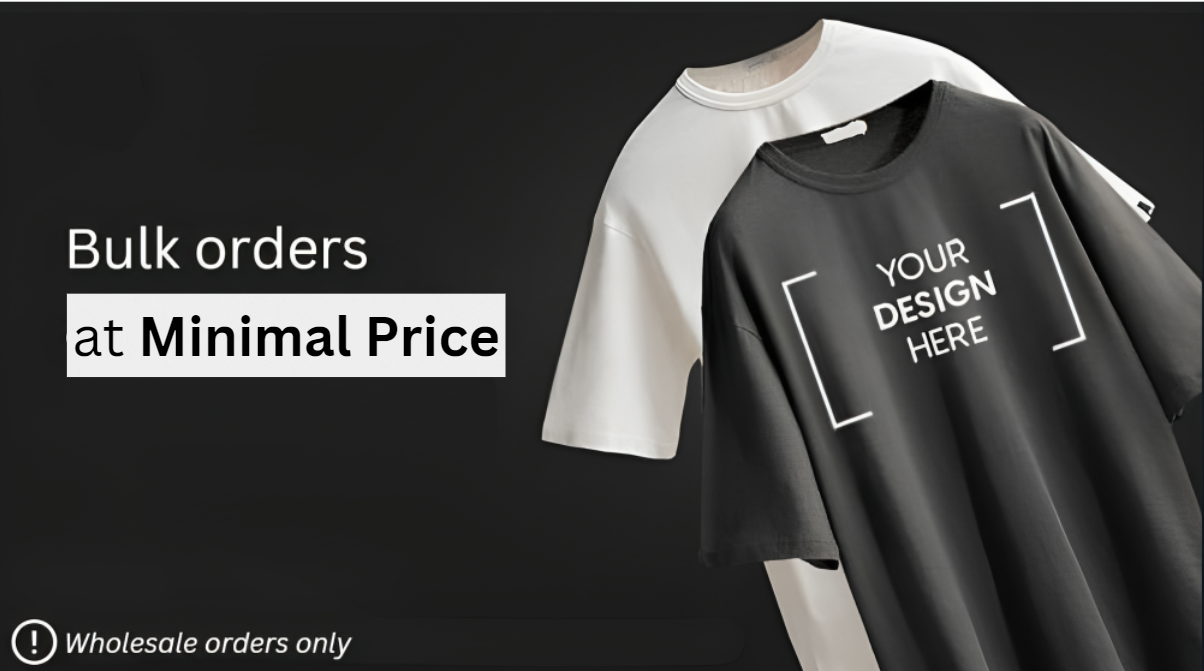 Bulk orders
at Minimal Price
YOUR
DESIGN
HERE
Wholesale orders only